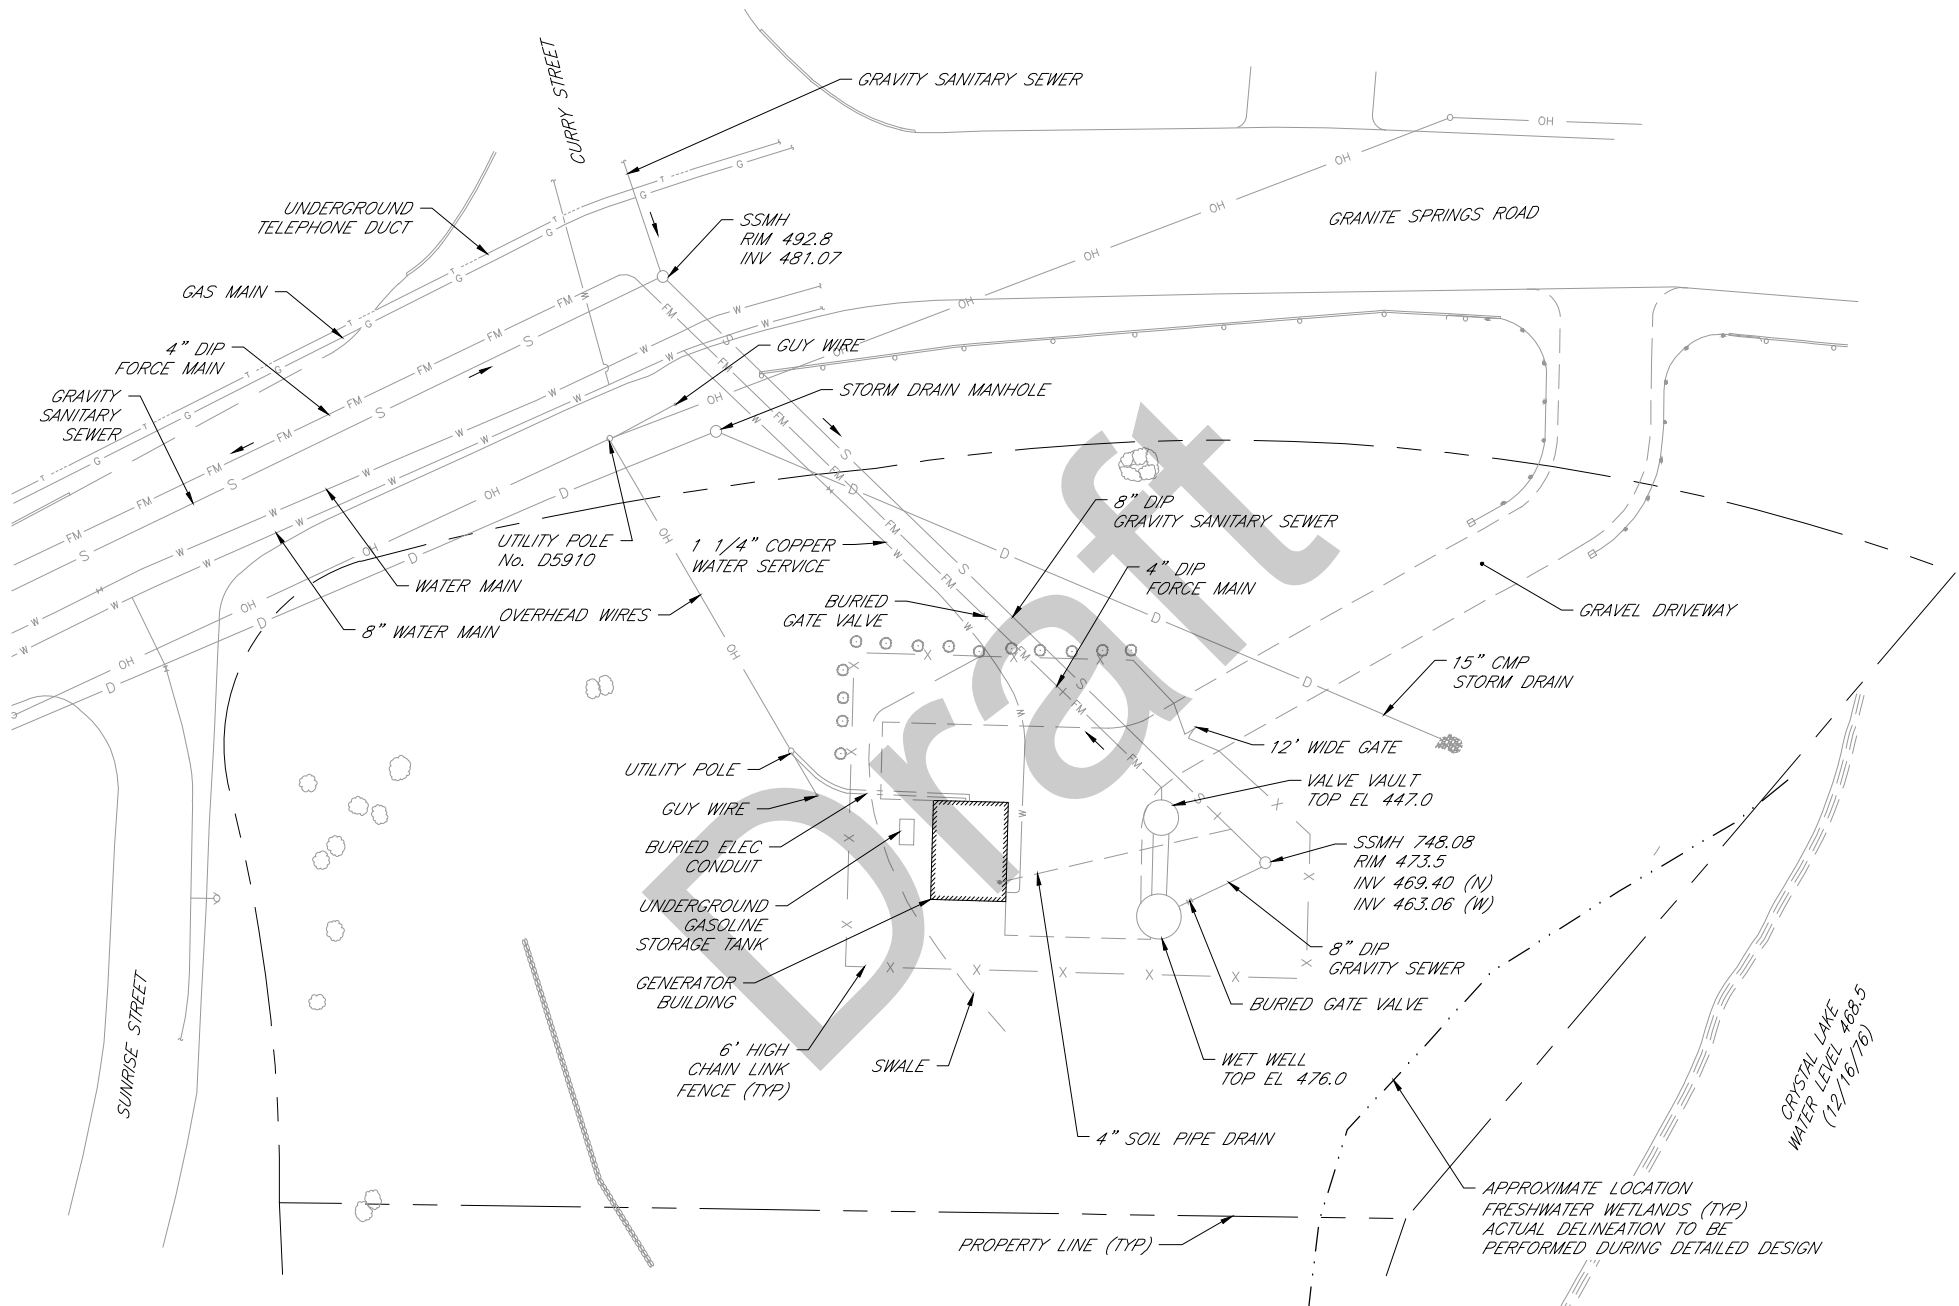 CURRY STREET
GRAVITY SANITARY SEWER
UNDERGROUND
TELEPHONE DUCT
SSMH
RIM 492.8
INV 481.07
GRANITE SPRINGS ROAD
GAS MAIN
4" DIP
FORCE MAIN
GUY WIRE
GRAVITY
SANITARY
SEWER
STORM DRAIN MANHOLE
8" DIP
GRAVITY SANITARY SEWER
UTILITY POLE
No. D5910
1 1/4" COPPER
WATER SERVICE
WATER MAIN
4" DIP
FORCE MAIN
BURIED
GATE VALVE
OVERHEAD WIRES
8" WATER MAIN
GRAVEL DRIVEWAY
15" CMP
STORM DRAIN
12' WIDE GATE
UTILITY POLE
VALVE VAULT
TOP EL 447.0
GUY WIRE
BURIED ELEC
CONDUIT
SSMH 748.08
RIM 473.5
INV 469.40 (N)
INV 463.06 (W)
UNDERGROUND
GASOLINE
STORAGE TANK
8" DIP
GRAVITY SEWER
GENERATOR
BUILDING
BURIED GATE VALVE
SUNRISE STREET
6' HIGH
CHAIN LINK
FENCE (TYP)
SWALE
WET WELL
TOP EL 476.0
CRYSTAL LAKE
WATER LEVEL 468.5
(12/16/76)
4" SOIL PIPE DRAIN
APPROXIMATE LOCATION
FRESHWATER WETLANDS (TYP)
ACTUAL DELINEATION TO BE
PERFORMED DURING DETAILED DESIGN
PROPERTY LINE (TYP)
Draft